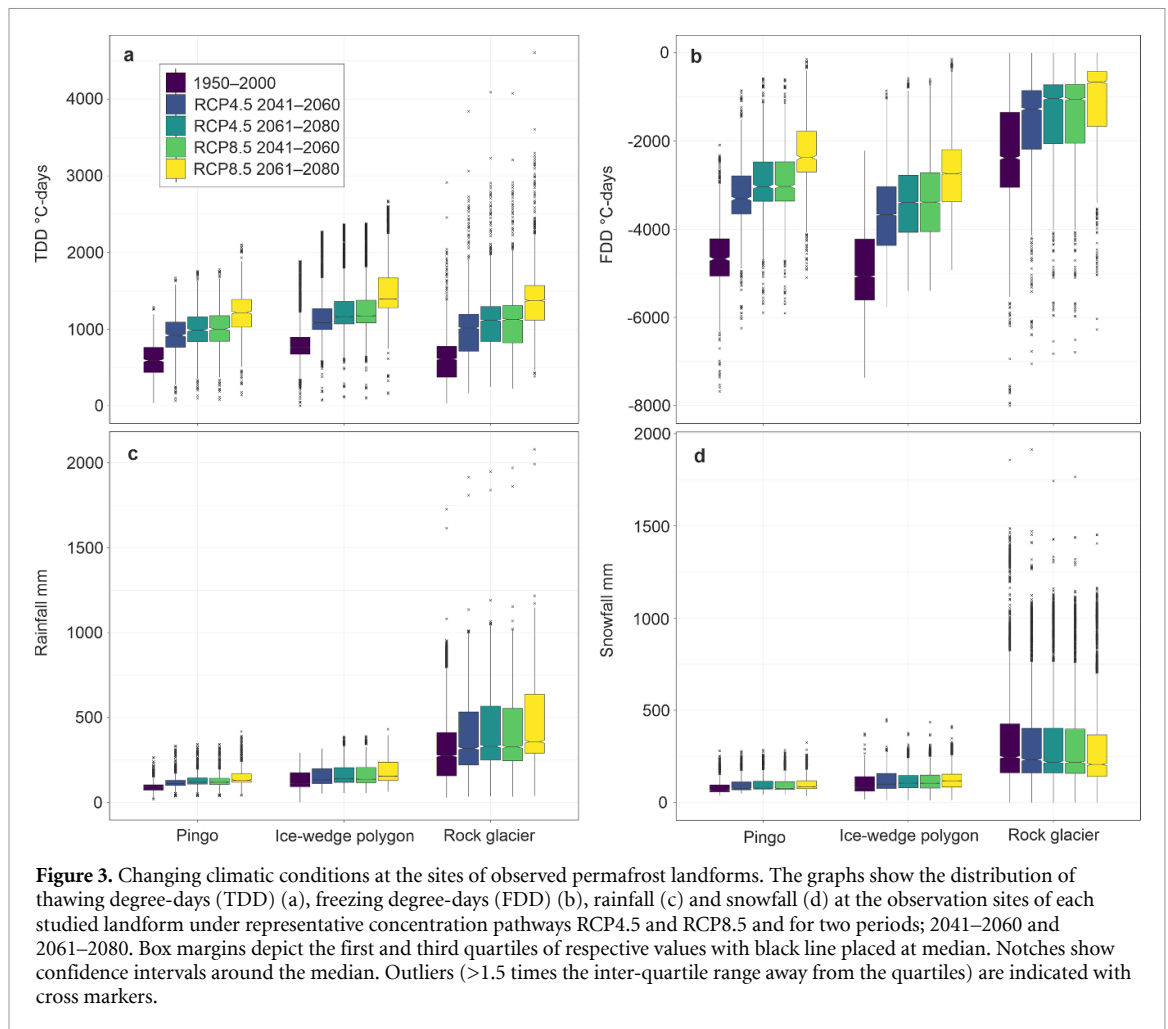 a
1950–2000
RCP4.5 2041–2060
RCP4.5 2061–2080
RCP8.5 2041–2060
RCP8.5 2061–2080
TDD °C-days
4000
3000
2000
1000
0
b
FDD °C-days
0
-2000
-4000
-6000
-8000
c
Rainfall mm
2000
1500
1000
500
0
Pingo
Ice-wedge polygon
Rock glacier
d
Snowfall mm
2000
1500
1000
500
0
Pingo
Ice-wedge polygon
Rock glacier
Figure 3. Changing climatic conditions at the sites of observed permafrost landforms. The graphs show the distribution of
thawing degree-days (TDD) (a), freezing degree-days (FDD) (b), rainfall (c) and snowfall (d) at the observation sites of each
studied landform under representative concentration pathways RCP4.5 and RCP8.5 and for two periods; 2041–2060 and
2061–2080. Box margins depict the first and third quartiles of respective values with black line placed at median. Notches show
confidence intervals around the median. Outliers (>1.5 times the inter-quartile range away from the quartiles) are indicated with
cross markers.